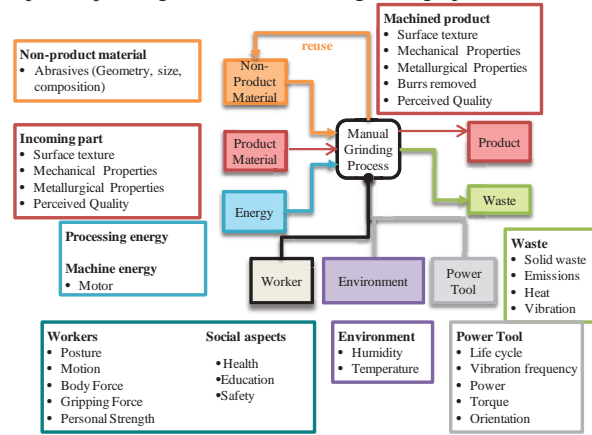 Non-product material
• Abrasives (Geometry, size,
composition)
reuse
Non-
Product
Material
Machined product
• Surface texture
• Mechanical Properties
• Metallurgical Properties
• Burrs removed
• Perceived Quality
Incoming part
• Surface texture
• Mechanical Properties
• Metallurgical Properties
• Perceived Quality
Product
Material
Manual
Grinding
Process
Product
Energy
Waste
Processing energy
Machine energy
• Motor
Worker
Environment
Power
Tool
Waste
• Solid waste
• Emissions
• Heat
• Vibration
Workers
• Posture
• Motion
• Body Force
• Gripping Force
• Personal Strength
Social aspects
•Health
•Education
•Safety
Environment
• Humidity
• Temperature
Power Tool
• Life cycle
• Vibration frequency
• Power
• Torque
• Orientation